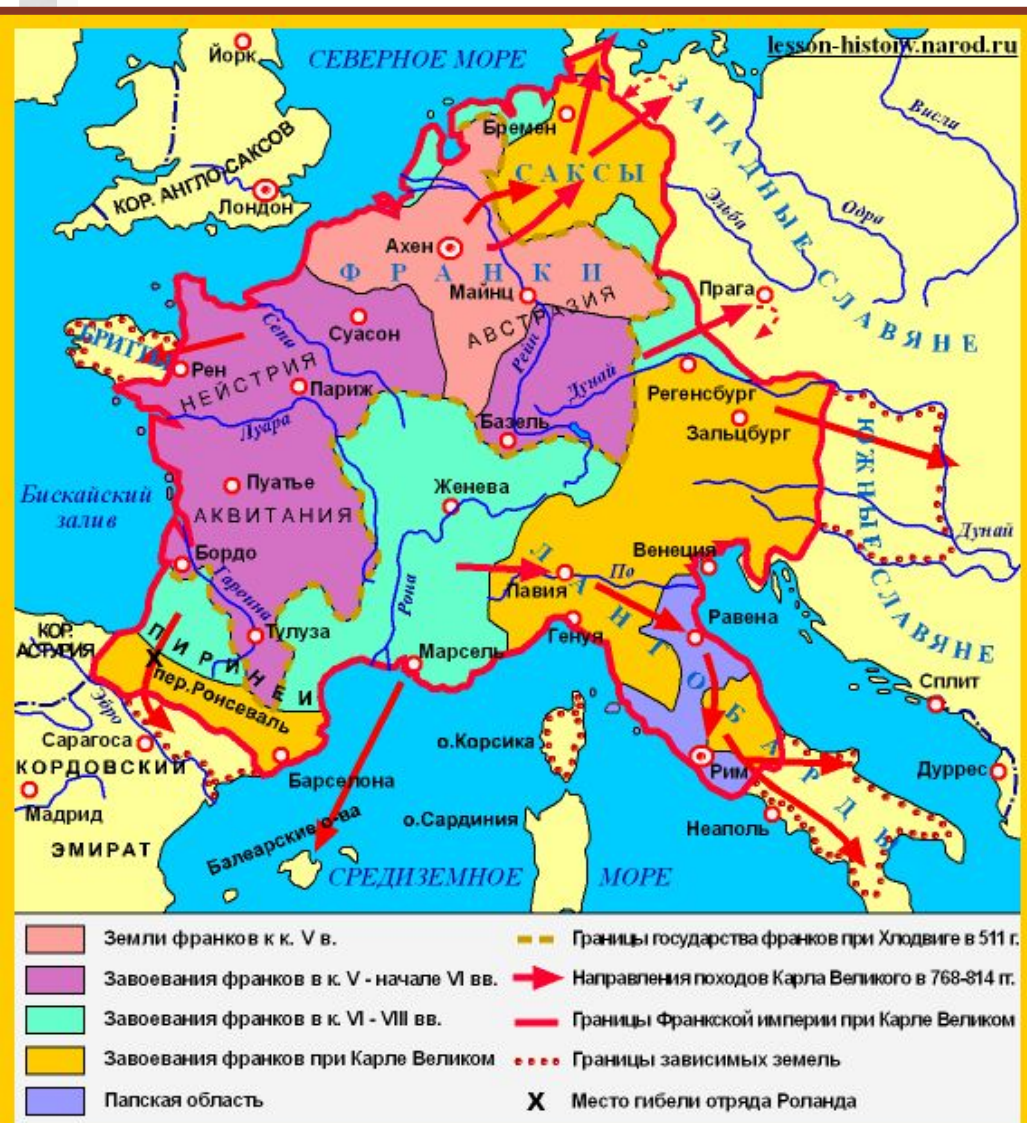 lesson-history.narod.ru
Йорк
СЕВЕРНОЕ МОРЕ
ЗАПАДНЫЕ СЛАВЯНЕ
Висли
Бремен
КОР. АНГЛО-САКСОВ
САКСЫ
Лондон
Эльба
Одра
Ахен
ФРАНКИ
Майнц
АВСТРАЗИЯ
Прага
Суасон
Сена
Рейн
БРИТТЫ
Рен
НЕЙСТРИЯ
Париж
Дунай
Регенсбург
Луара
Базель
Зальцбург
ЮЖНЫЕ СЛАВЯНЕ
Бискайский
залив
Пуатье
Женева
АКВИТАНИЯ
Дунай
Бордо
Венеция
ЛАНГОБАРДЫ
По
Гаронна
Рона
Павия
Равена
КОР.
АСТУРИЯ
ПИРИНЕИ
Тулуза
Генуя
Марсель
пер.Ронсеваль
Сплит
Эбро
Сарагоса
о.Корсика
КОРДОВСКИЙ
Барселона
Рим
Дуррес
Мадрид
о.Сардиния
Неаполь
ЭМИРАТ
Балеарские о-ва
СРЕДИЗЕМНОЕ МОРЕ
Земли франков к к. V в.
Границы государства франков при Хлодвиге в 511 г.
Завоевания франков в к. V - начале VI вв.
Направления походов Карла Великого в 768-814 гг.
Завоевания франков в к. VI - VIII вв.
Границы Франкской империи при Карле Великом
Завоевания франков при Карле Великом
Границы зависимых земель
Папская область
X Место гибели отряда Роланда